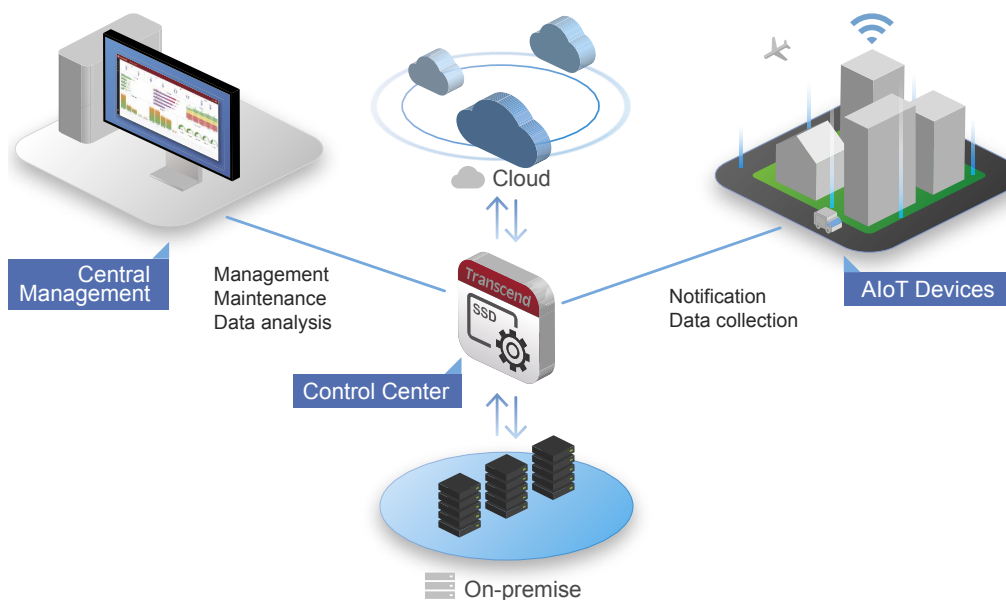 Cloud
Central
Management
Management
Maintenance
Data analysis
Transcend
SSD
Notification
Data collection
AIoT Devices
Control Center
On-premise